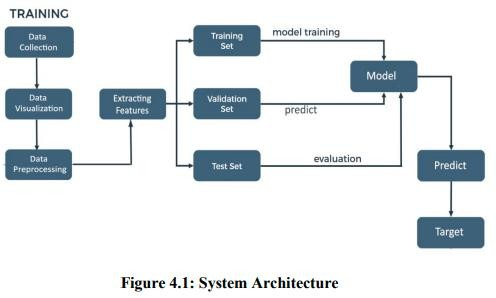 TRAINING
Data
Collection
Data
Visualization
Data
Preprocessing
Extracting
Features
Training
Set
model training
Validation
Set
predict
Test Set
evaluation
Model
Predict
Target
Figure 4.1: System Architecture